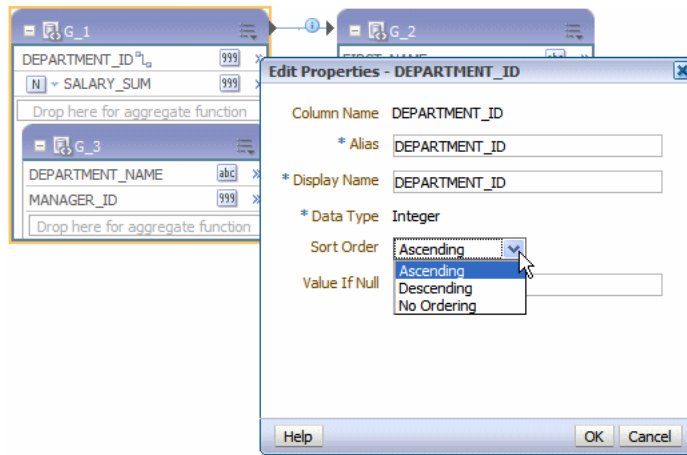 G_1
G_2
DEPARTMENT_ID 999
N SALARY_SUM 999
Drop here for aggregate function
G_3
DEPARTMENT_NAME abc
MANAGER_ID 999
Drop here for aggregate function
Edit Properties - DEPARTMENT_ID
Column Name DEPARTMENT_ID
* Alias DEPARTMENT_ID
* Display Name DEPARTMENT_ID
* Data Type Integer
Sort Order Ascending
Ascending
Descending
No Ordering
Value If Null
Help OK Cancel